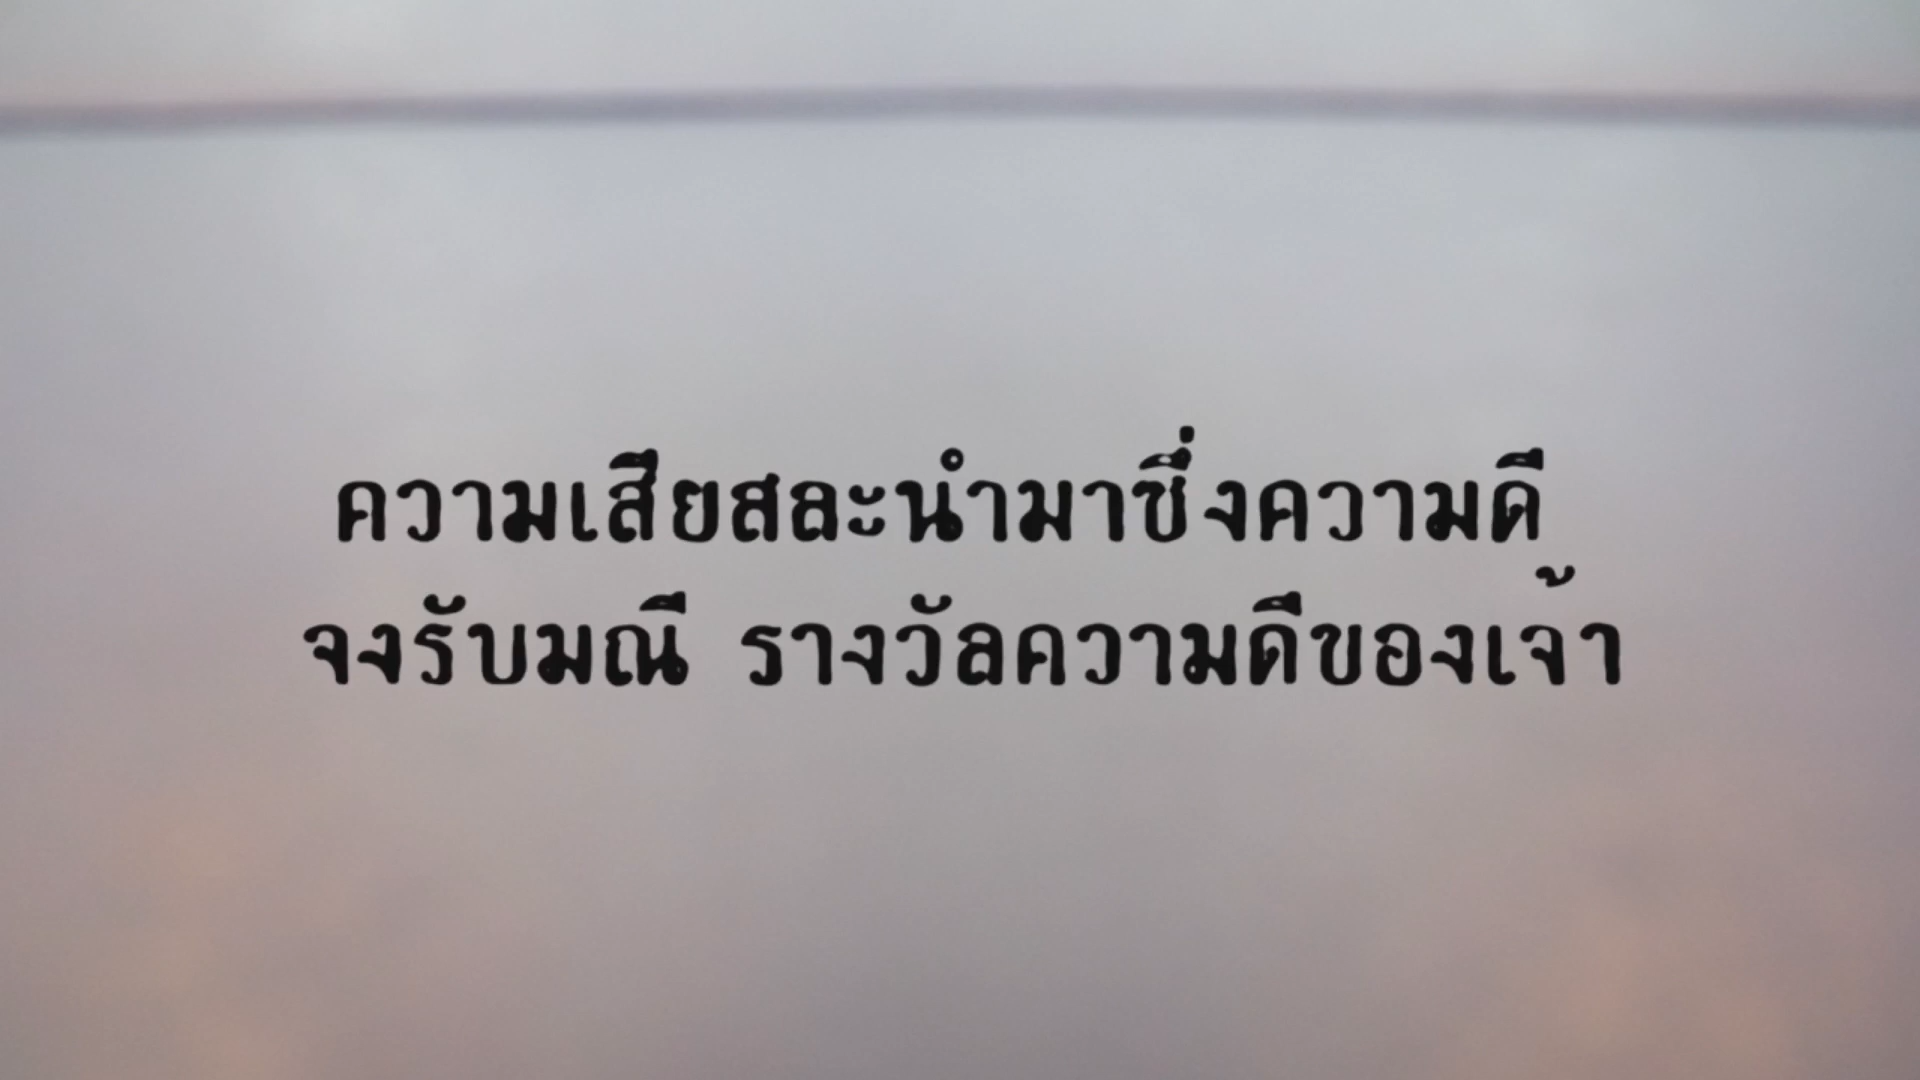 ความเสียสละนำมาซึ่งความดี
จงรับมณี รางวัลความดีของเจ้า